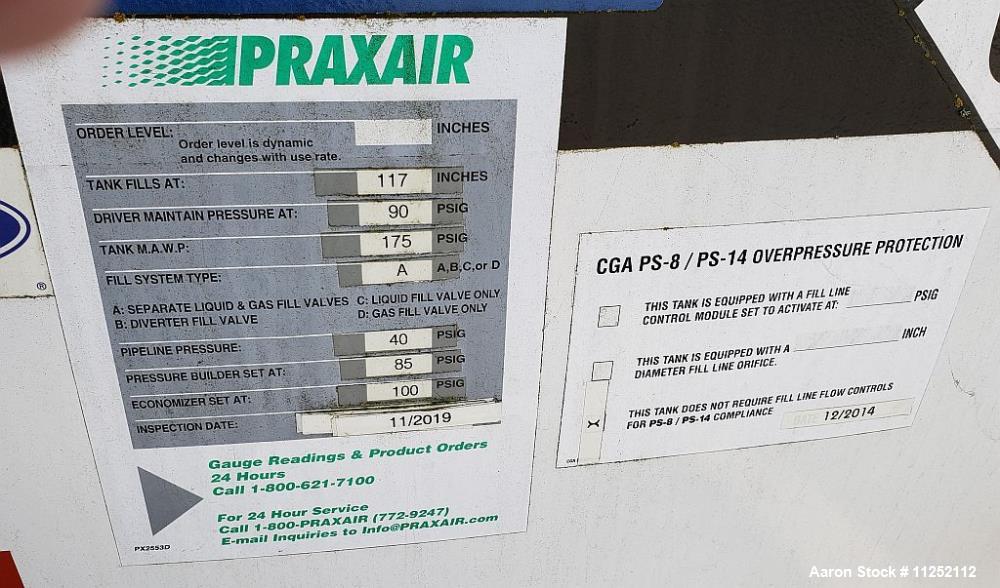 PRAXAIR
ORDER LEVEL: INCHES
Order level is dynamic
and changes with use rate.
TANK FILLS AT: 117 INCHES
DRIVER MAINTAIN PRESSURE AT: 90 PSIG
TANK M.A.W.P: 175 PSIG
FILL SYSTEM TYPE: A A,B,C,or D
A: SEPARATE LIQUID & GAS FILL VALVES C: LIQUID FILL VALVE ONLY
B: DIVERTER FILL VALVE D: GAS FILL VALVE ONLY
PIPELINE PRESSURE: 40 PSIG
PRESSURE BUILDER SET AT: 85 PSIG
ECONOMIZER SET AT: 100 PSIG
INSPECTION DATE: 11/2019
Gauge Readings & Product Orders
24 Hours
Call 1-800-621-7100
For 24 Hour Service
Call 1-800-PRAXAIR (772-9247)
E-mail Inquiries to Info@PRAXAIR.com
PX2553D
®
CGA PS-8 / PS-14 OVERPRESSURE PROTECTION
THIS TANK IS EQUIPPED WITH A FILL LINE
CONTROL MODULE SET TO ACTIVATE AT: PSIG
THIS TANK IS EQUIPPED WITH A INCH
DIAMETER FILL LINE ORIFICE.
X THIS TANK DOES NOT REQUIRE FILL LINE FLOW CONTROLS
FOR PS-8 / PS-14 COMPLIANCE DATE 12/2014
Aaron Stock # 11252112